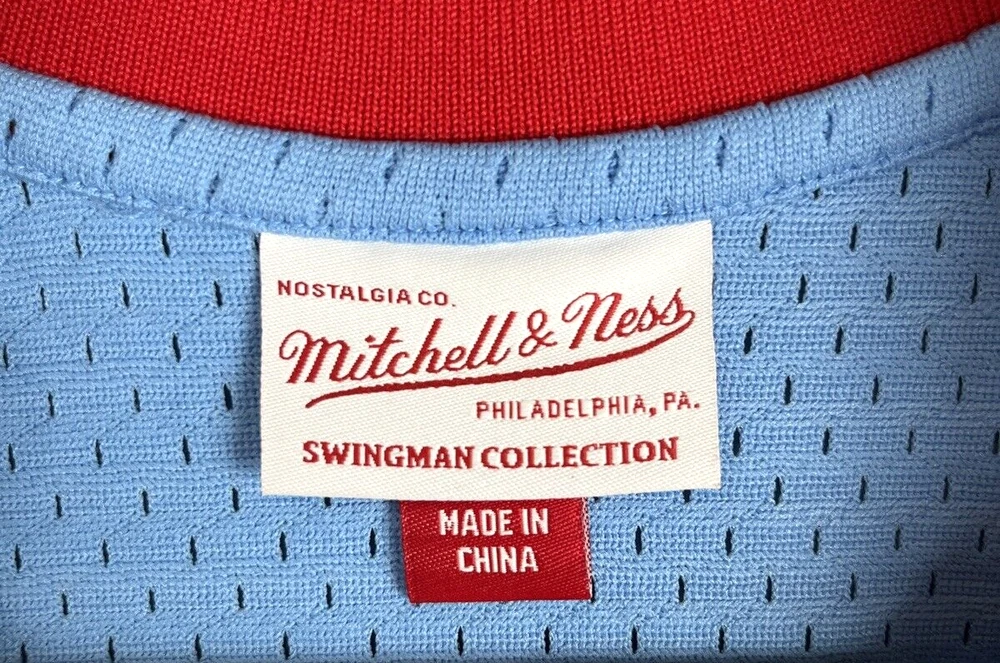 NOSTALGIA CO.
Mitchell & Ness
PHILADELPHIA, PA.
SWINGMAN COLLECTION
MADE IN
CHINA